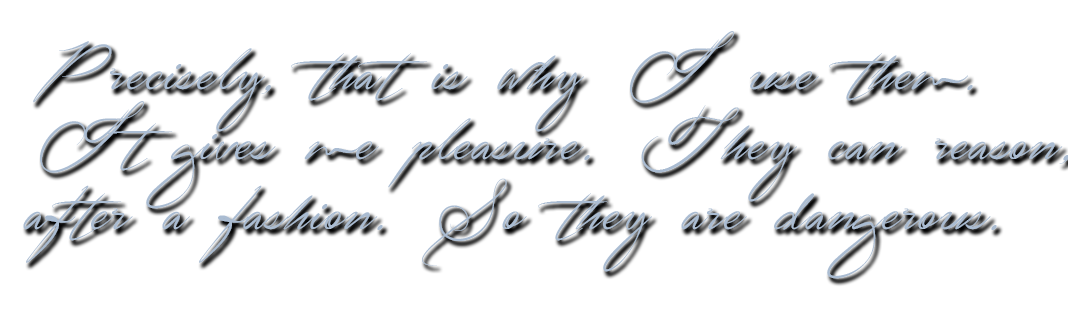 Precisely, that is why I use them.
It gives me pleasure. They can reason,
after a fashion. So they are dangerous.